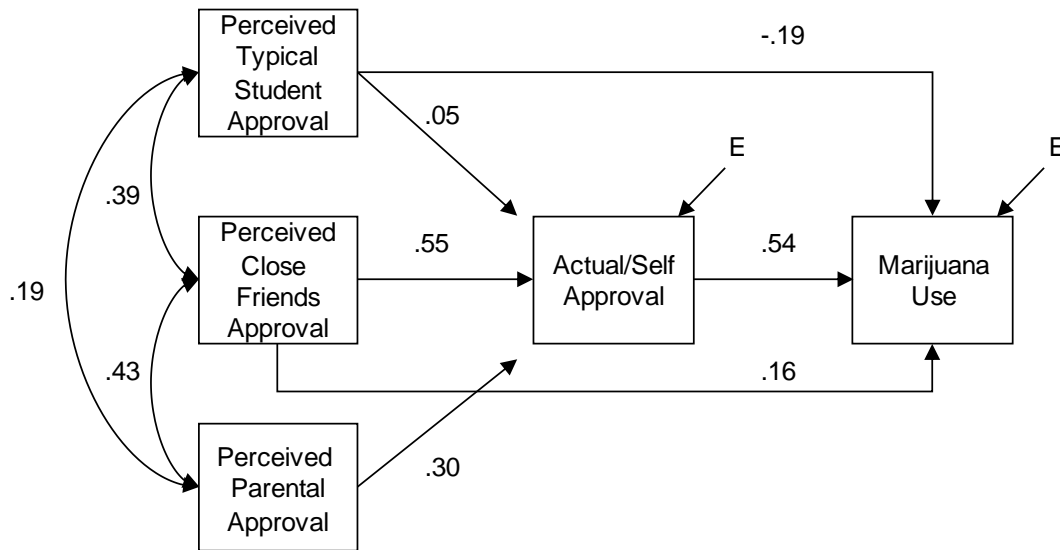 Perceived
Typical
Student
Approval
-.19
.05
E
E
.39
Perceived
Close
Friends
Approval
.55
Actual/Self
Approval
.54
Marijuana
Use
.19
.43
.16
Perceived
Parental
Approval
.30